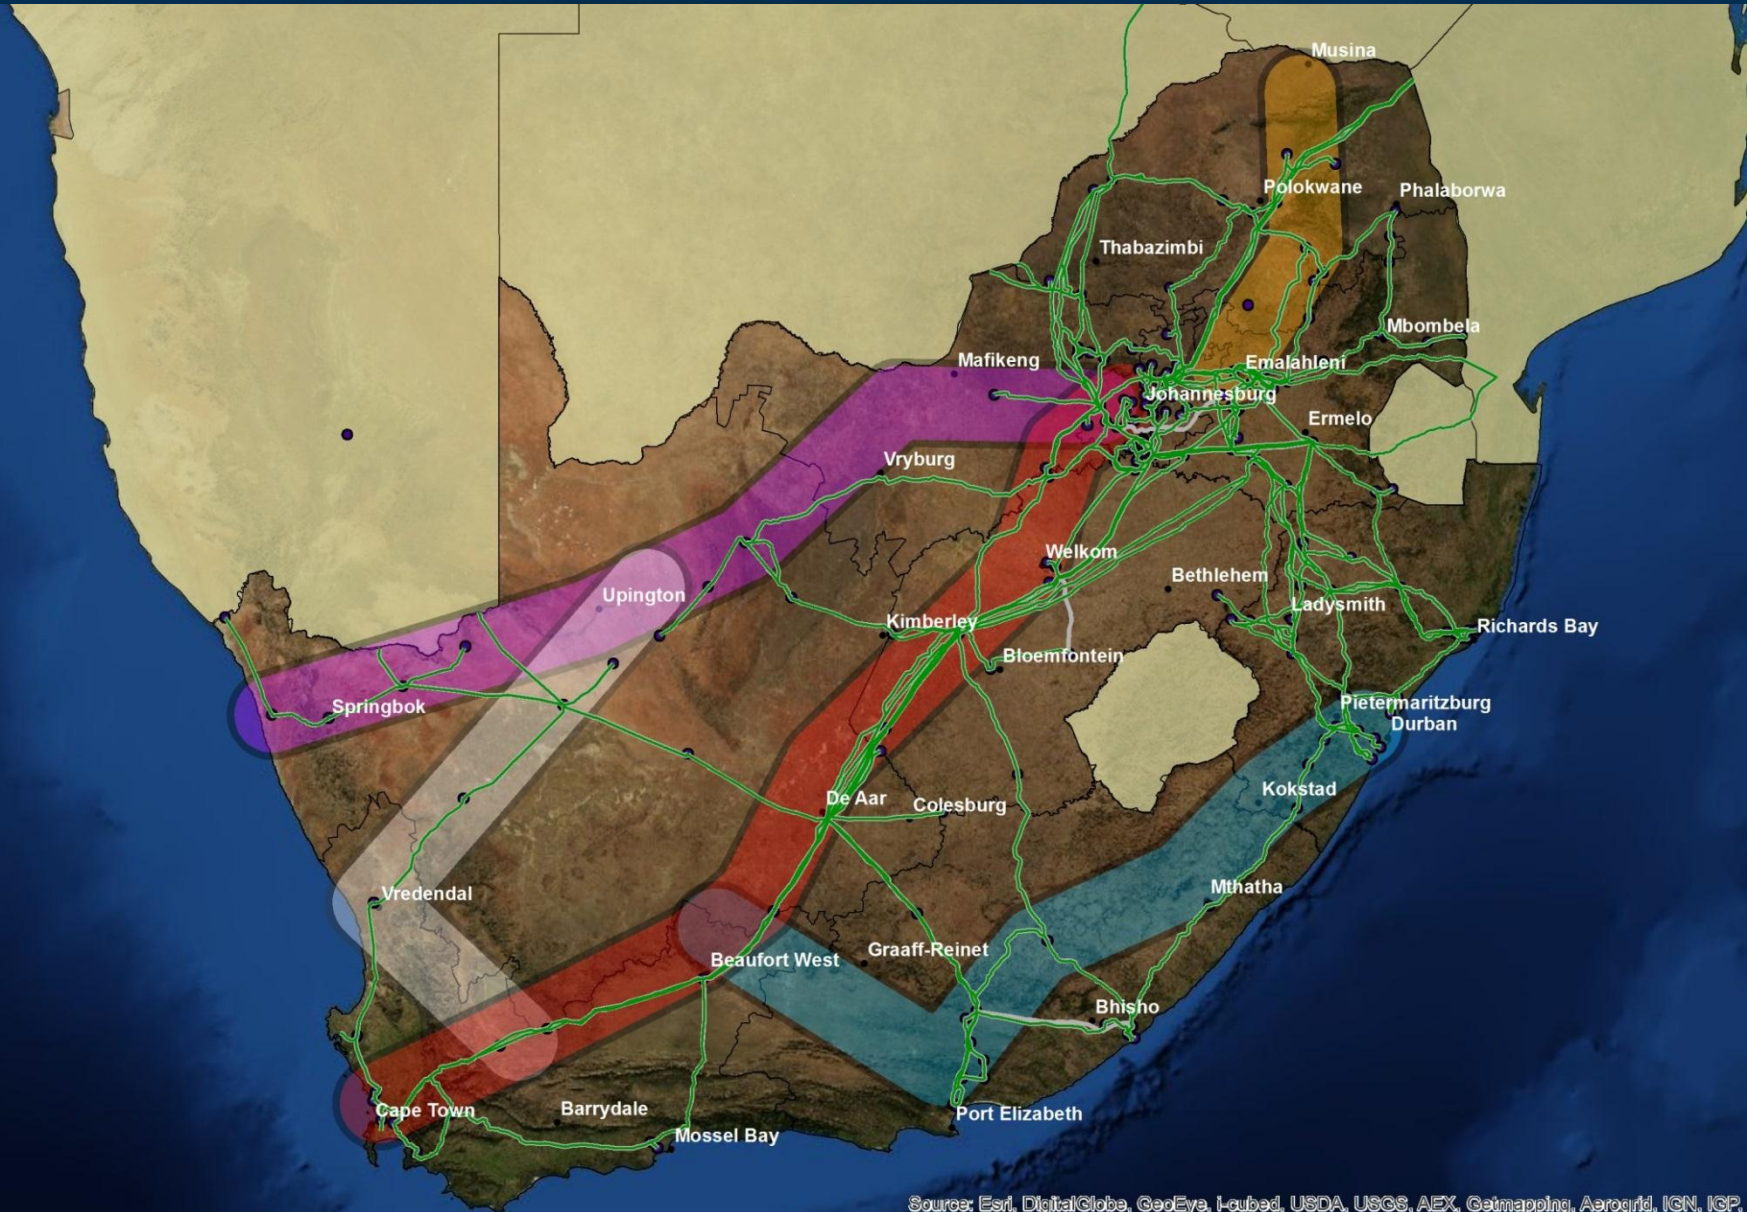 Musina
Polokwane
Phalaborwa
Thabazimbi
Mbombela
Mafikeng
Emalahleni
Johannesburg
Ermelo
Vryburg
Welkom
Bethlehem
Upington
Ladysmith
Kimberley
Richards Bay
Bloemfontein
Springbok
Pietermaritzburg
Durban
Kokstad
De Aar
Colesburg
Vredendal
Mthatha
Graaff-Reinet
Beaufort West
Bhisho
Cape Town
Barrydale
Port Elizabeth
Mossel Bay
Source: Esri, DigitalGlobe, GeoEye, i-cubed, USDA, USGS, AEX, Getmapping, Aerogrid, IGN, IGP,